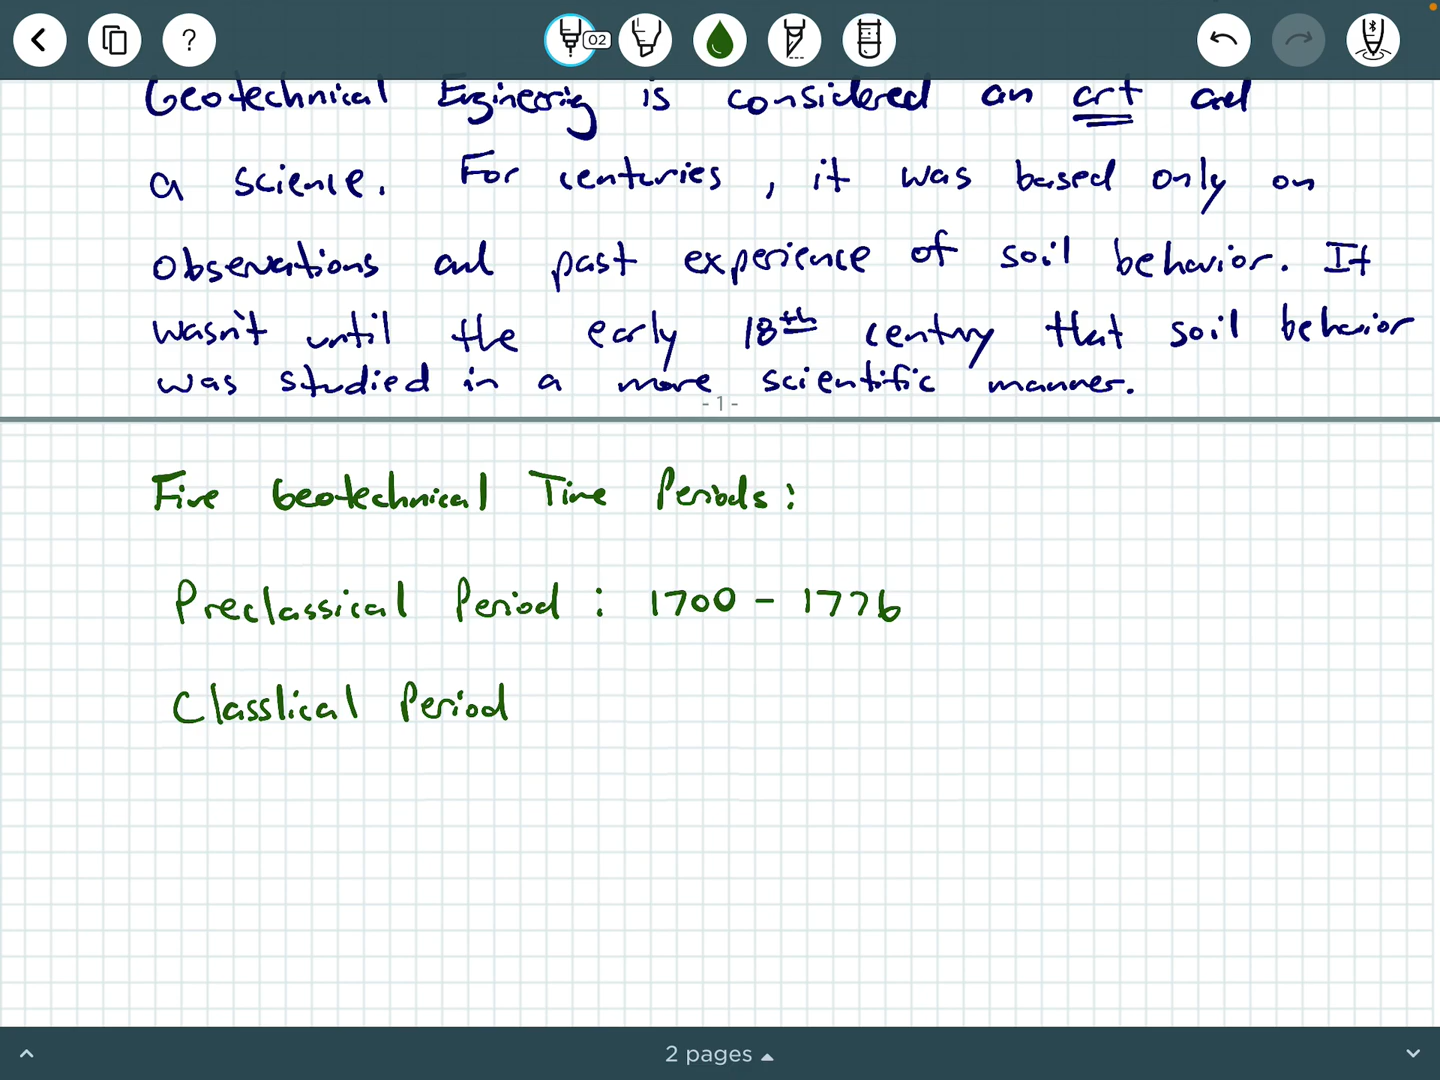 ?
02
Geotechnical Engineerig is considered an art ad
a science. For centuries, it was based only on
observations and past experience of soil behavior. It
wasn't until the early 18th century that soil behavior
was studied in a more scientific manner.
- 1 -
Five Geotechnical Time Periods:
Preclassical Period : 1700 - 1776
Classlical Period
2 pages